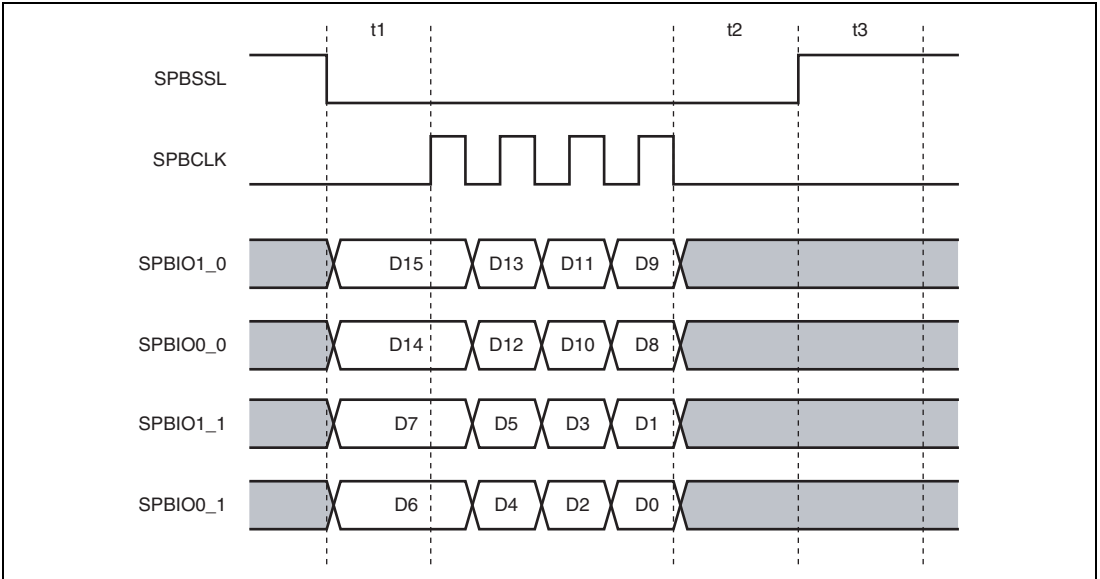 t1 t2 t3
SPBSSL
SPBCLK
SPBIO1_0 D15 D13 D11 D9
SPBIO0_0 D14 D12 D10 D8
SPBIO1_1 D7 D5 D3 D1
SPBIO0_1 D6 D4 D2 D0